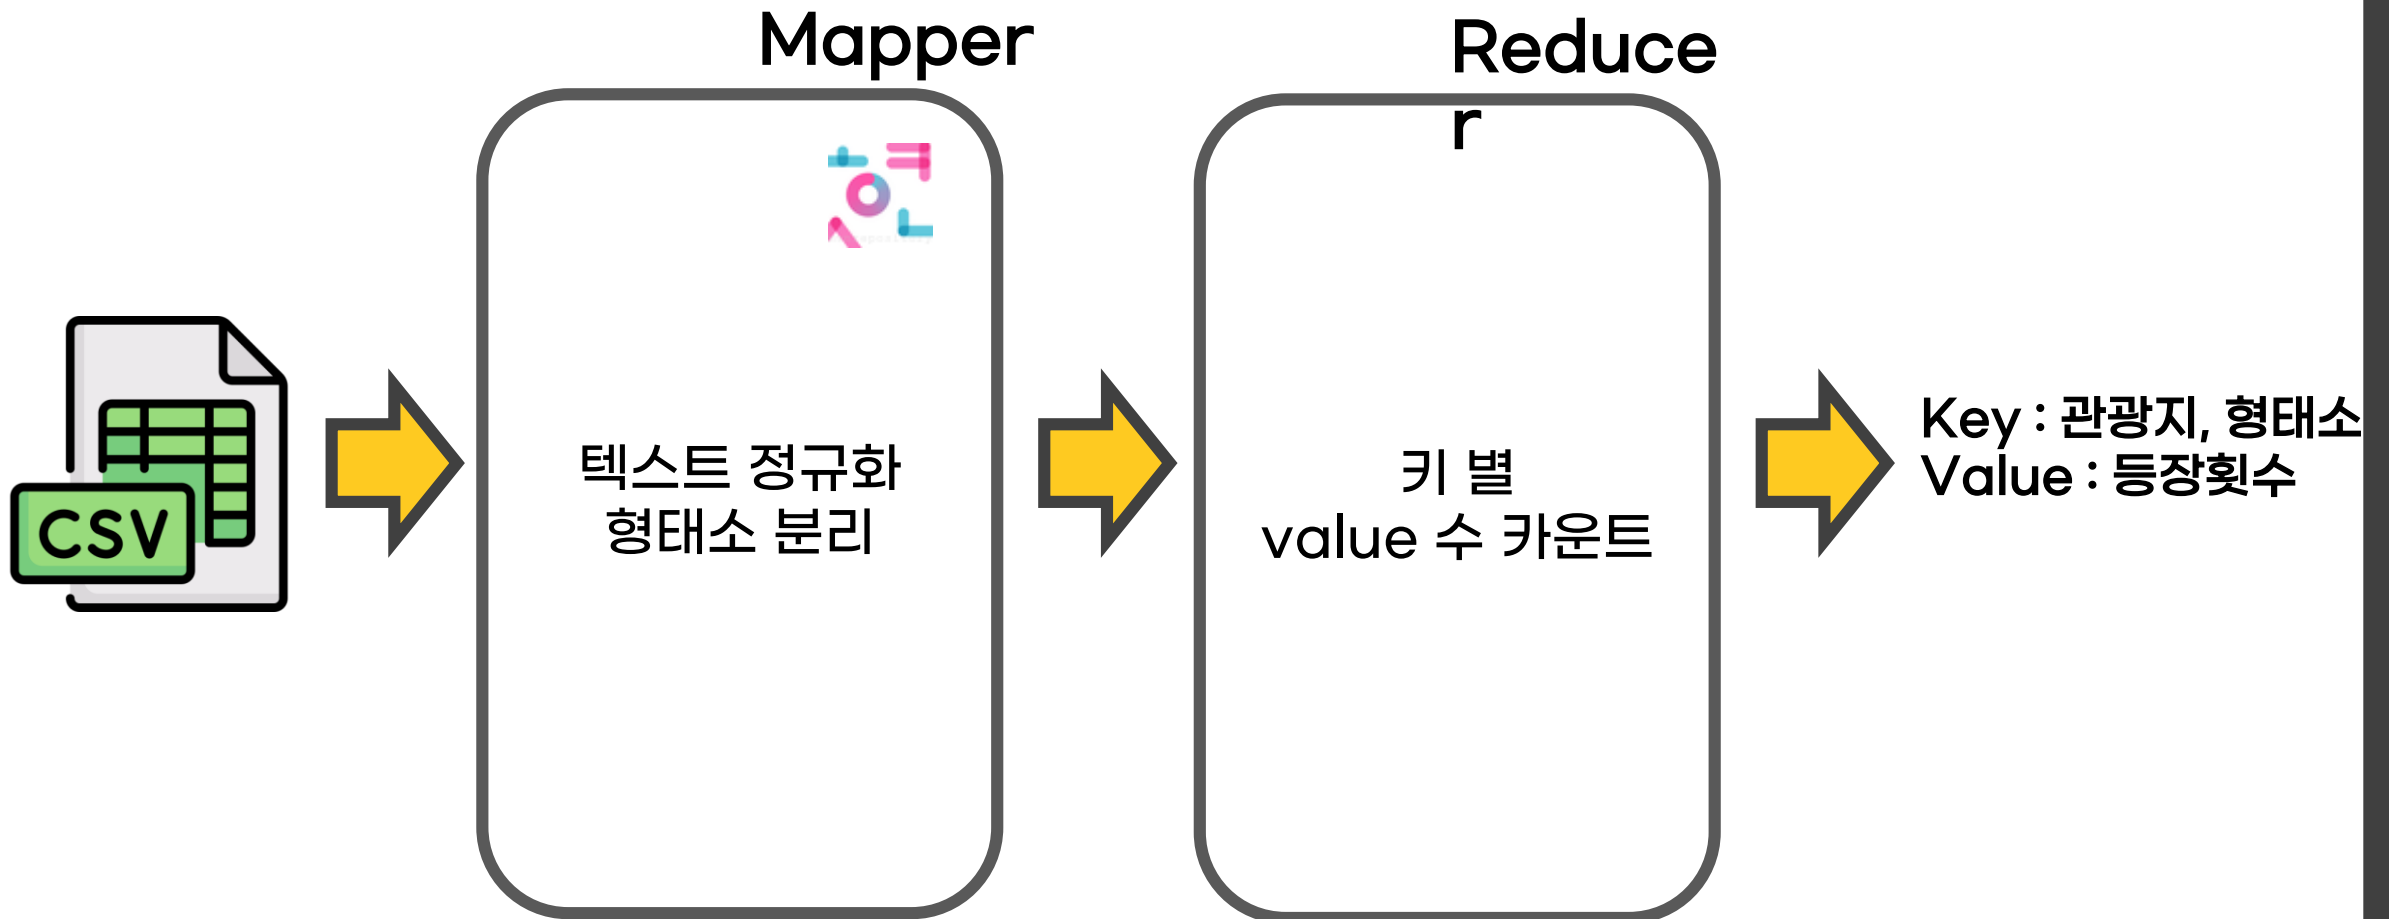 Mapper
Reduce
r
텍스트 정규화
형태소 분리
키 별
value 수 카운트
Key : 관광지, 형태소
Value : 등장횟수
CSV